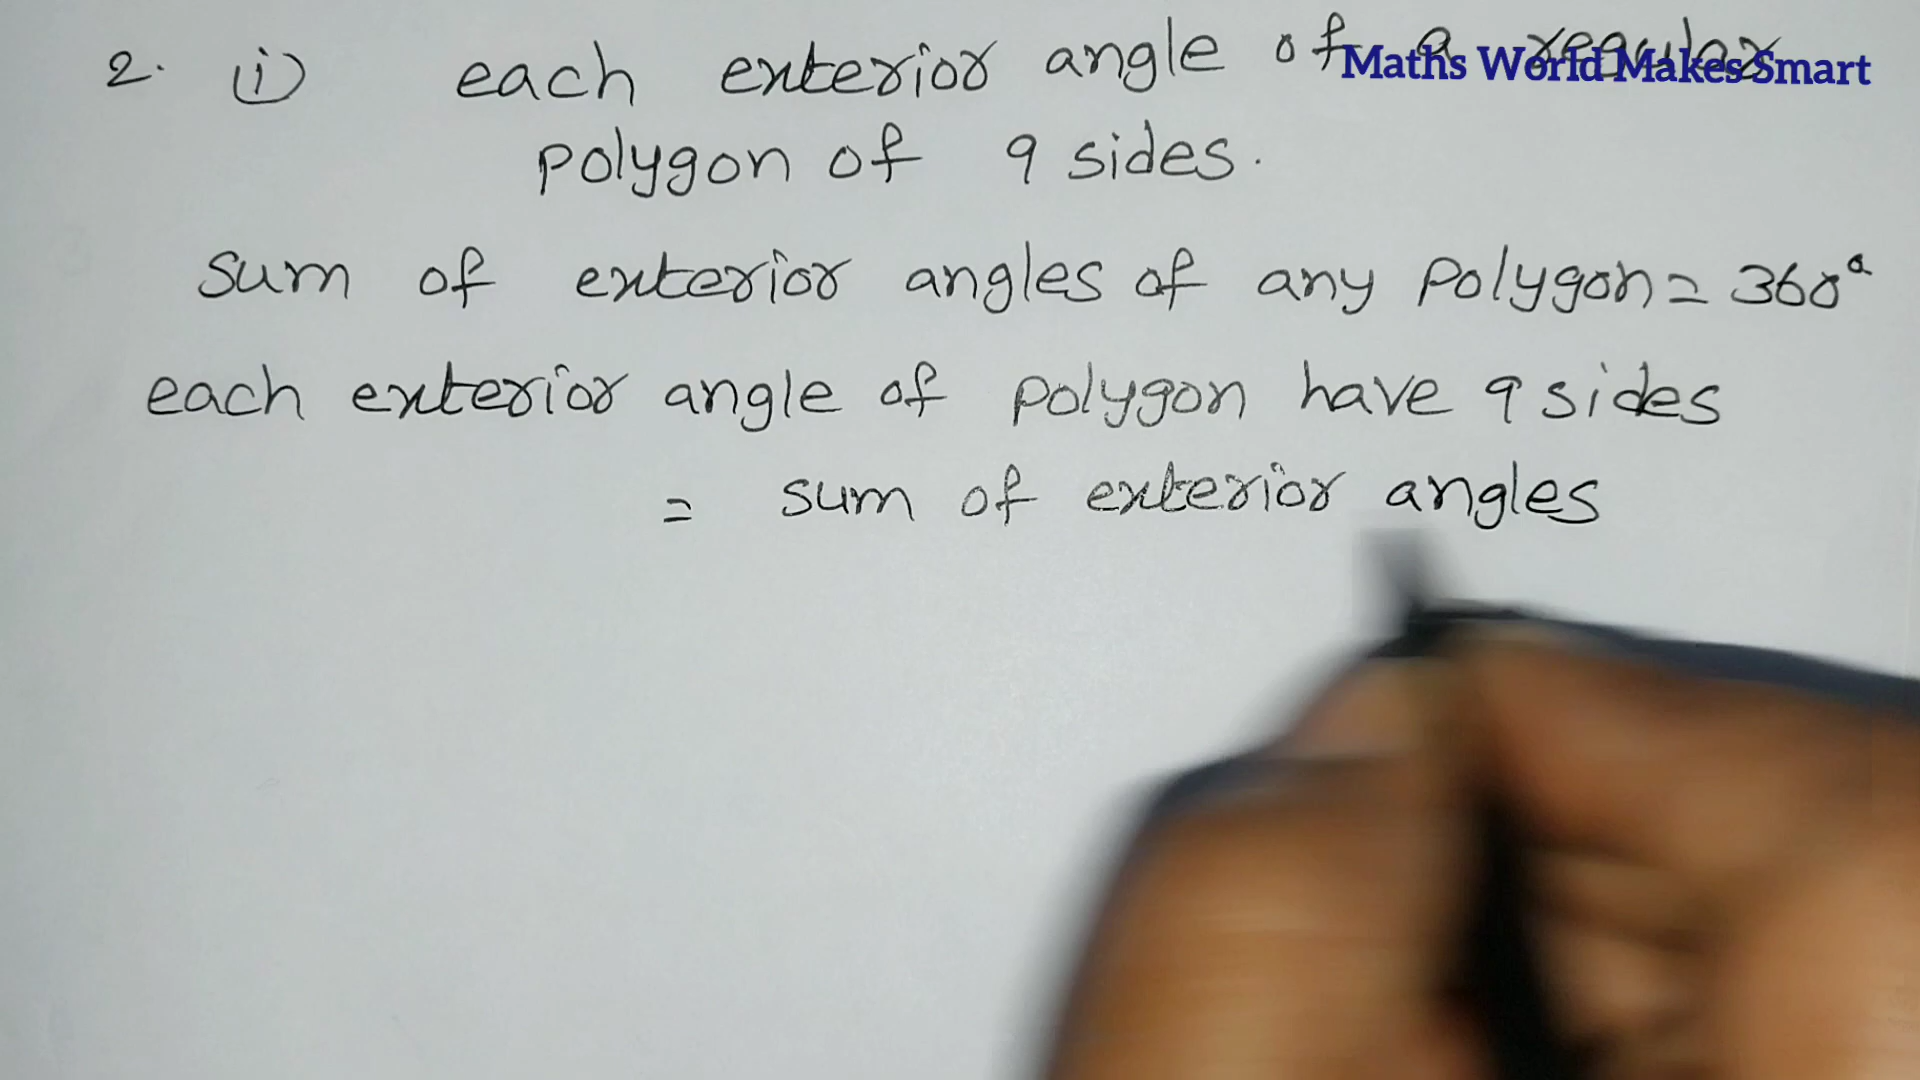 2. (i) each exterior angle of a regular
Maths World Makes Smart
polygon of 9 sides.
sum of exterior angles of any polygon = 360°
each exterior angle of polygon have 9 sides
= sum of exterior angles